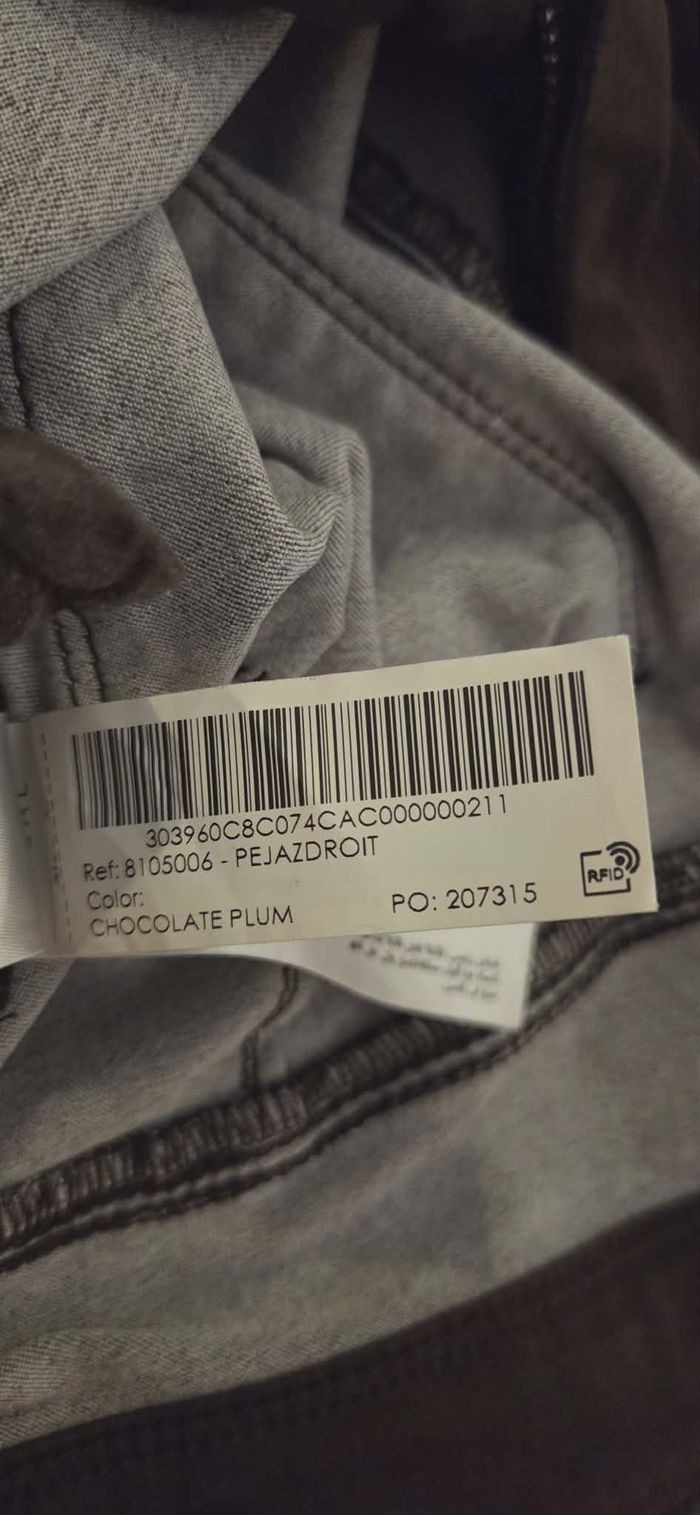 303960C8C074CAC000000211
Ref: 8105006 - PEJAZDROIT
Color:
CHOCOLATE PLUM
PO: 207315
RFID